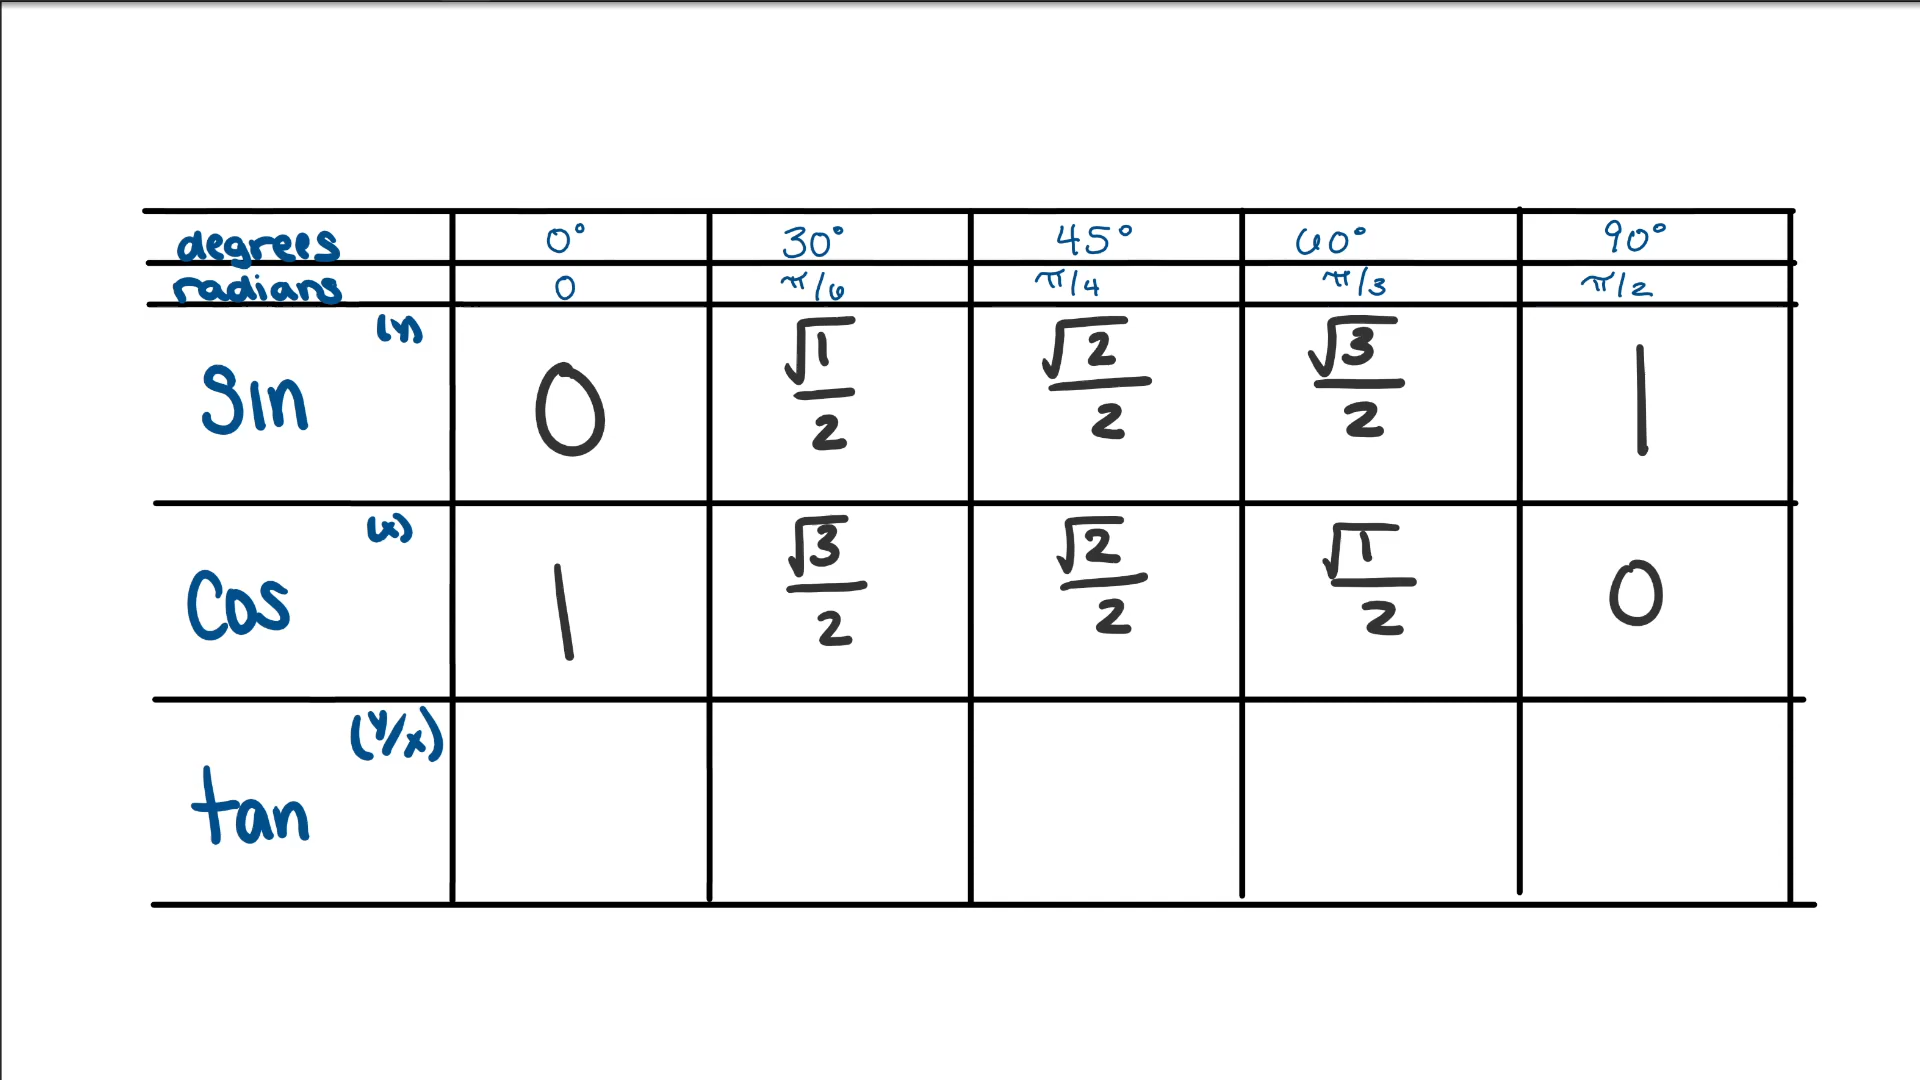 degrees 0° 30° 45° 60° 90°
radians 0 π/6 π/4 π/3 π/2
sin (y) 0 √1/2 √2/2 √3/2 1
cos (x) 1 √3/2 √2/2 √1/2 0
tan (y/x)